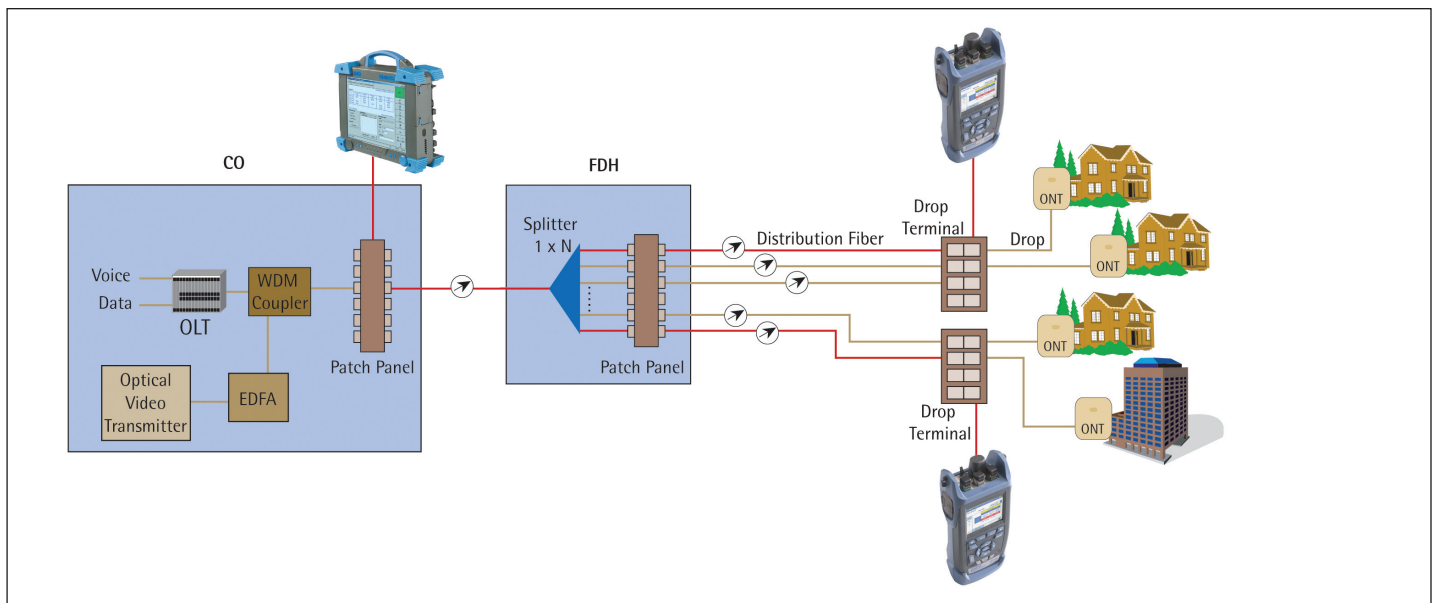 CO
FDH
Voice
Data
OLT
WDM
Coupler
EDFA
Optical
Video
Transmitter
Patch Panel
Splitter
1 x N
Patch Panel
Distribution Fiber
Drop
Terminal
Drop
ONT
ONT
ONT
ONT
Drop
Terminal